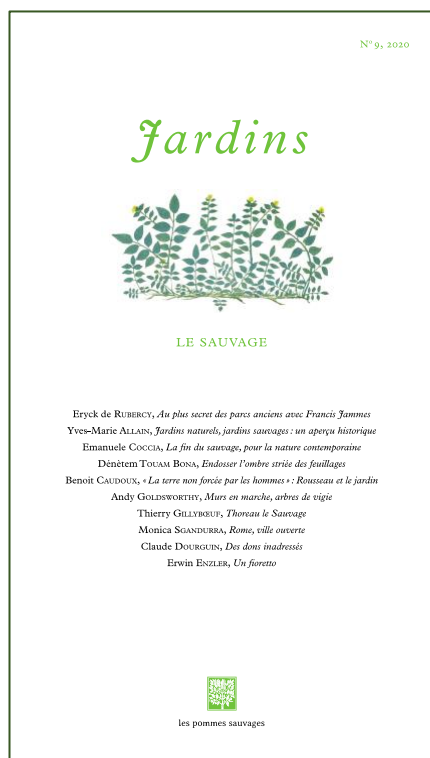 N° 9, 2020
Jardins
LE SAUVAGE
Eryck de RUBERCY, Au plus secret des parcs anciens avec Francis Jammes
Yves-Marie ALLAIN, Jardins naturels, jardins sauvages : un aperçu historique
Emanuele COCCIA, La fin du sauvage, pour la nature contemporaine
Dénètem TOUAM BONA, Endosser l’ombre striée des feuillages
Benoit CAUDOUX, « La terre non forcée par les hommes » : Rousseau et le jardin
Andy GOLDSWORTHY, Murs en marche, arbres de vigie
Thierry GILLYBŒUF, Thoreau le Sauvage
Monica SGANDURRA, Rome, ville ouverte
Claude DOURGUIN, Des dons inadressés
Erwin ENZLER, Un fioretto
les pommes sauvages